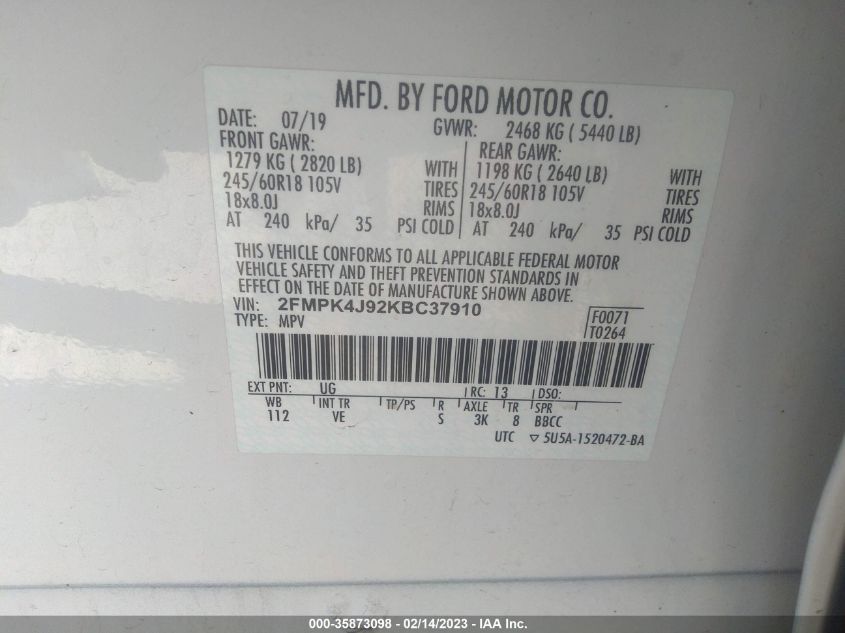 MFD. BY FORD MOTOR CO.
DATE: 07/19 GVWR: 2468 KG ( 5440 LB)
FRONT GAWR: REAR GAWR:
1279 KG ( 2820 LB) WITH 1198 KG ( 2640 LB) WITH
245/60R18 105V TIRES 245/60R18 105V TIRES
18x8.0J RIMS 18x8.0J RIMS
AT 240 kPa/ 35 PSI COLD AT 240 kPa/ 35 PSI COLD
THIS VEHICLE CONFORMS TO ALL APPLICABLE FEDERAL MOTOR
VEHICLE SAFETY AND THEFT PREVENTION STANDARDS IN
EFFECT ON THE DATE OF MANUFACTURE SHOWN ABOVE.
VIN: 2FMPK4J92KBC37910 F0071
TYPE: MPV T0264
EXT PNT: UG RC: 13 DSO:
WB INT TR TP/PS R AXLE TR SPR
112 VE S 3K 8 BBCC
UTC ▽ 5U5A-1520472-BA
000-35873098 - 02/14/2023 - IAA Inc.